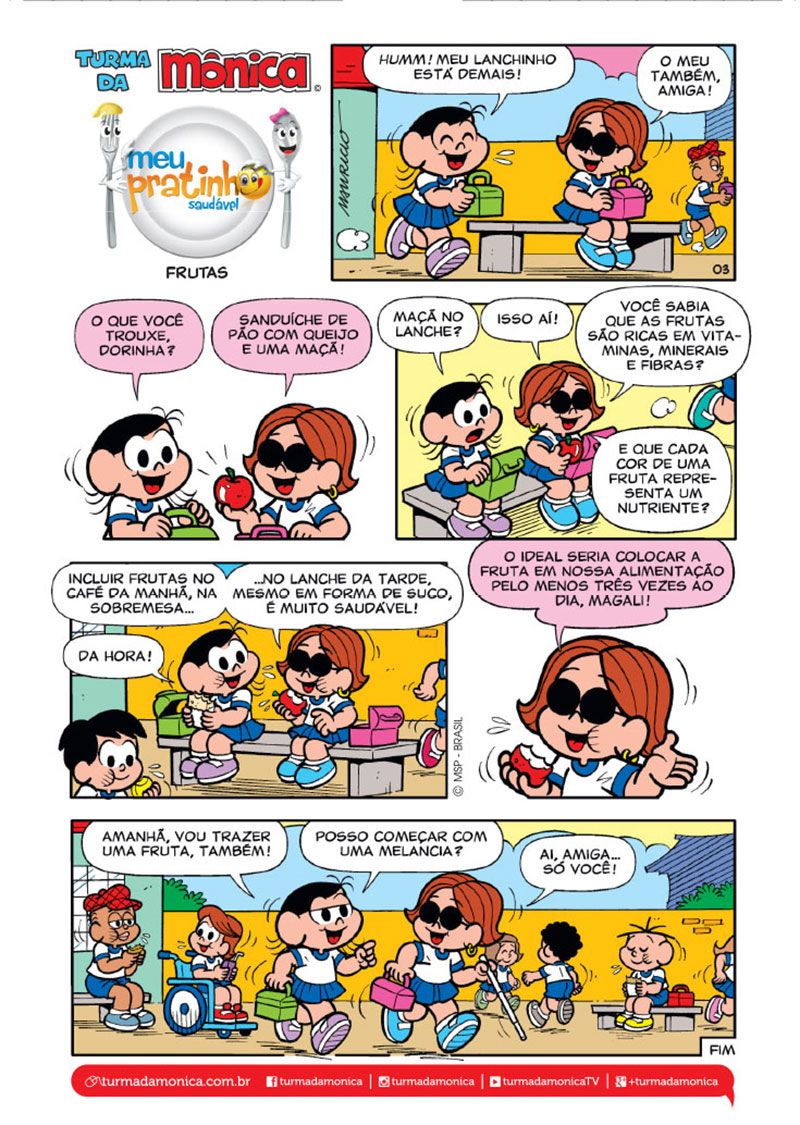 TURMA
DA
MÔNICA
©
meu
pratinho
saudável
FRUTAS
HUMM! MEU LANCHINHO
ESTÁ DEMAIS!
O MEU
TAMBÉM,
AMIGA!
MAURICIO
03
O QUE VOCÊ
TROUXE,
DORINHA?
SANDUÍCHE DE
PÃO COM QUEIJO
E UMA MAÇÃ!
MAÇÃ NO
LANCHE?
ISSO AÍ!
VOCÊ SABIA
QUE AS FRUTAS
SÃO RICAS EM VITA-
MINAS, MINERAIS
E FIBRAS?
E QUE CADA
COR DE UMA
FRUTA REPRE-
SENTA UM
NUTRIENTE?
INCLUIR FRUTAS NO
CAFÉ DA MANHÃ, NA
SOBREMESA...
...NO LANCHE DA TARDE,
MESMO EM FORMA DE SUCO,
É MUITO SAUDÁVEL!
DA HORA!
O IDEAL SERIA COLOCAR A
FRUTA EM NOSSA ALIMENTAÇÃO
PELO MENOS TRÊS VEZES AO
DIA, MAGALI!
© MSP - BRASIL
AMANHÃ, VOU TRAZER
UMA FRUTA, TAMBÉM!
POSSO COMEÇAR COM
UMA MELANCIA?
AI, AMIGA...
SÓ VOCÊ!
FIM
turmadamonica.com.br
turmadamonica
turmadamonica
turmadamonicaTV
+turmadamonica